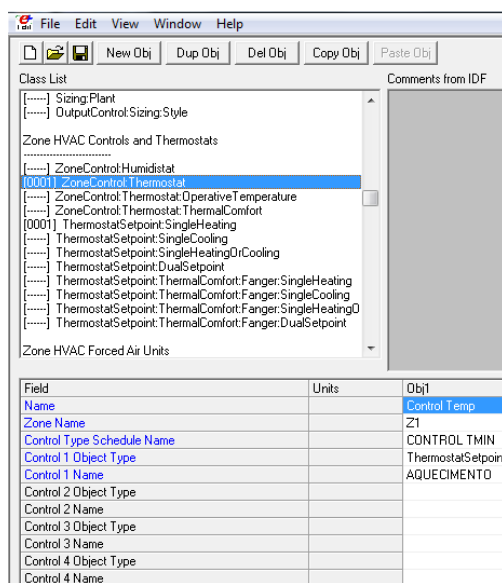 File Edit View Window Help
New Obj Dup Obj Del Obj Copy Obj Paste Obj
Class List Comments from IDF
[-----] Sizing:Plant
[-----] OutputControl:Sizing:Style
Zone HVAC Controls and Thermostats
[-----] ZoneControl:Humidistat
[0001] ZoneControl:Thermostat
[-----] ZoneControl:Thermostat:OperativeTemperature
[-----] ZoneControl:Thermostat:ThermalComfort
[0001] ThermostatSetpoint:SingleHeating
[-----] ThermostatSetpoint:SingleCooling
[-----] ThermostatSetpoint:SingleHeatingOrCooling
[-----] ThermostatSetpoint:DualSetpoint
[-----] ThermostatSetpoint:ThermalComfort:Fanger:SingleHeating
[-----] ThermostatSetpoint:ThermalComfort:Fanger:SingleCooling
[-----] ThermostatSetpoint:ThermalComfort:Fanger:SingleHeatingO
[-----] ThermostatSetpoint:ThermalComfort:Fanger:DualSetpoint
Zone HVAC Forced Air Units
Field Units Obj1
Name Control Temp
Zone Name Z1
Control Type Schedule Name CONTROL TMIN
Control 1 Object Type ThermostatSetpoin
Control 1 Name AQUECIMENTO
Control 2 Object Type
Control 2 Name
Control 3 Object Type
Control 3 Name
Control 4 Object Type
Control 4 Name